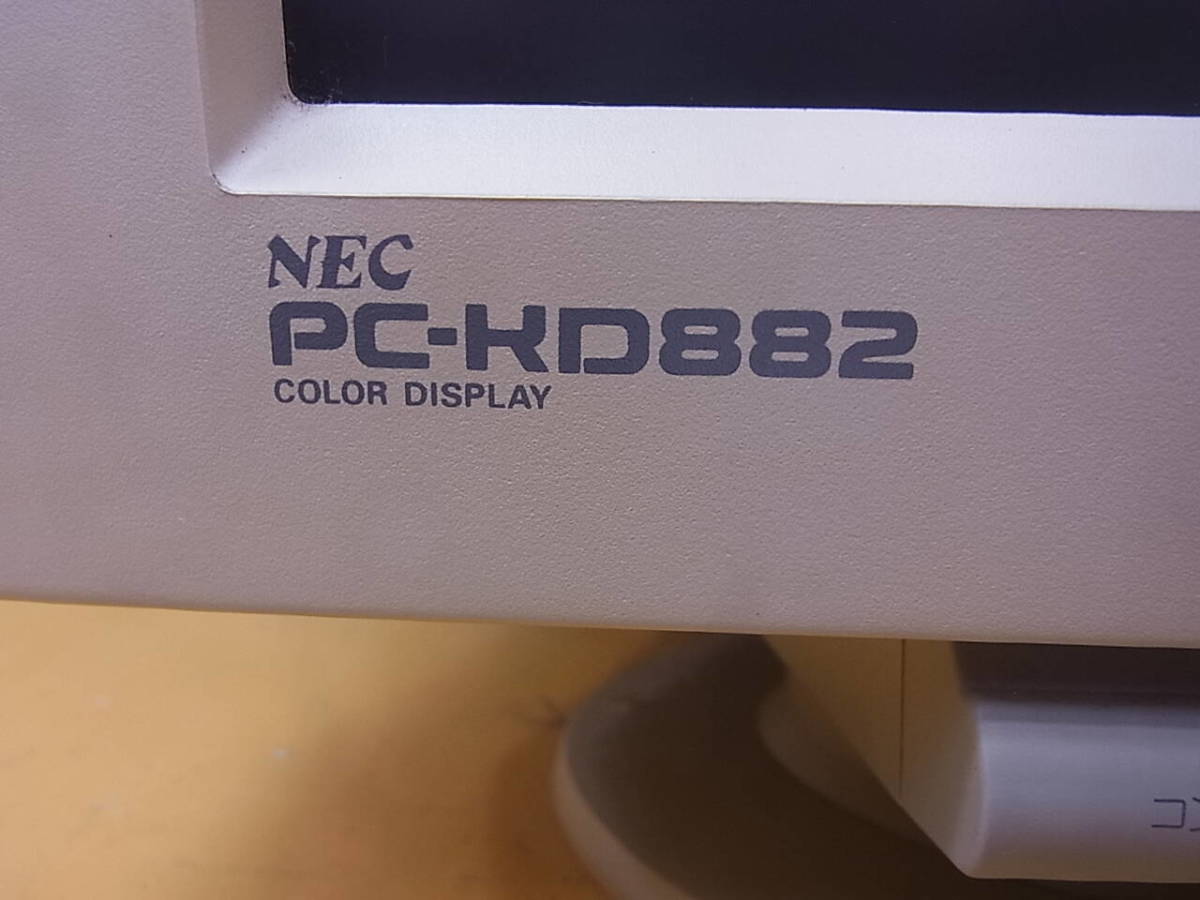 NEC
PC-KD882
COLOR DISPLAY